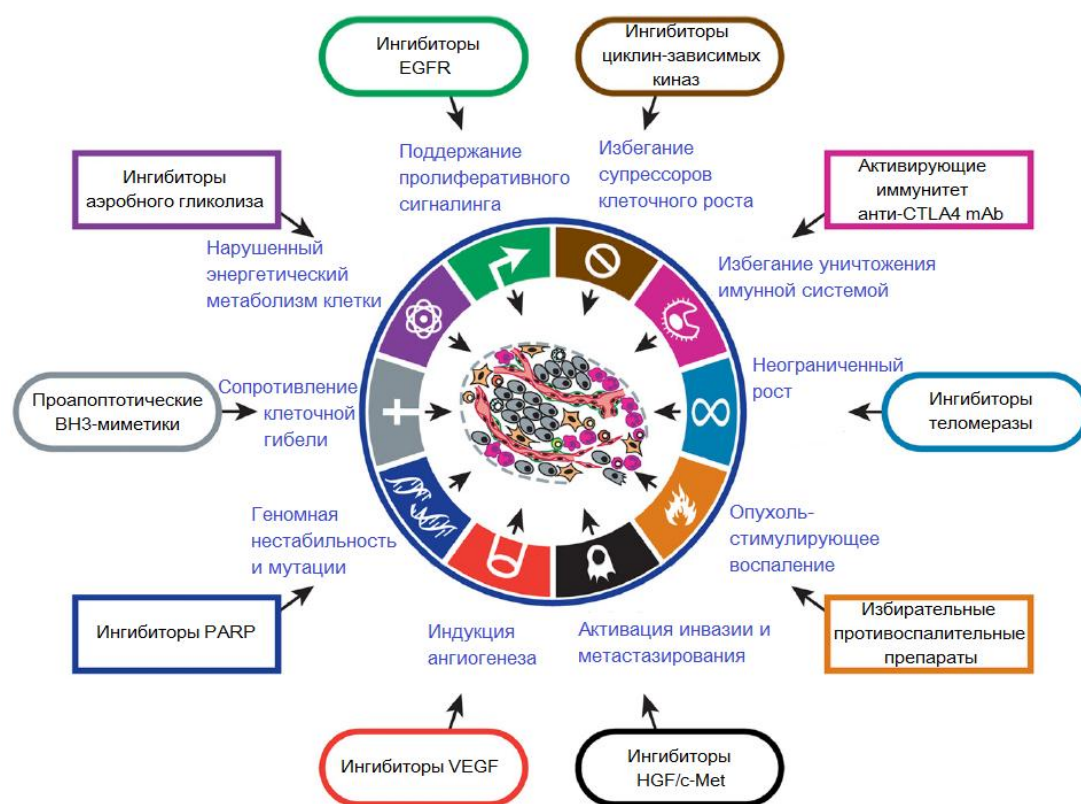 Ингибиторы
EGFR
Ингибиторы
циклин-зависимых
киназ
Поддержание
пролиферативного
сигналинга
Избегание
супрессоров
клеточного роста
Ингибиторы
аэробного гликолиза
Активирующие
иммунитет
анти-CTLA4 mAb
Нарушенный
энергетический
метаболизм клетки
Избегание уничтожения
имунной системой
Проапоптотические
BH3-миметики
Сопротивление
клеточной
гибели
Неограниченный
рост
Ингибиторы
теломеразы
Геномная
нестабильность
и мутации
Опухоль-
стимулирующее
воспаление
Ингибиторы PARP
Индукция
ангиогенеза
Активация инвазии и
метастазирования
Избирательные
противоспалительные
препараты
Ингибиторы VEGF
Ингибиторы
HGF/c-Met